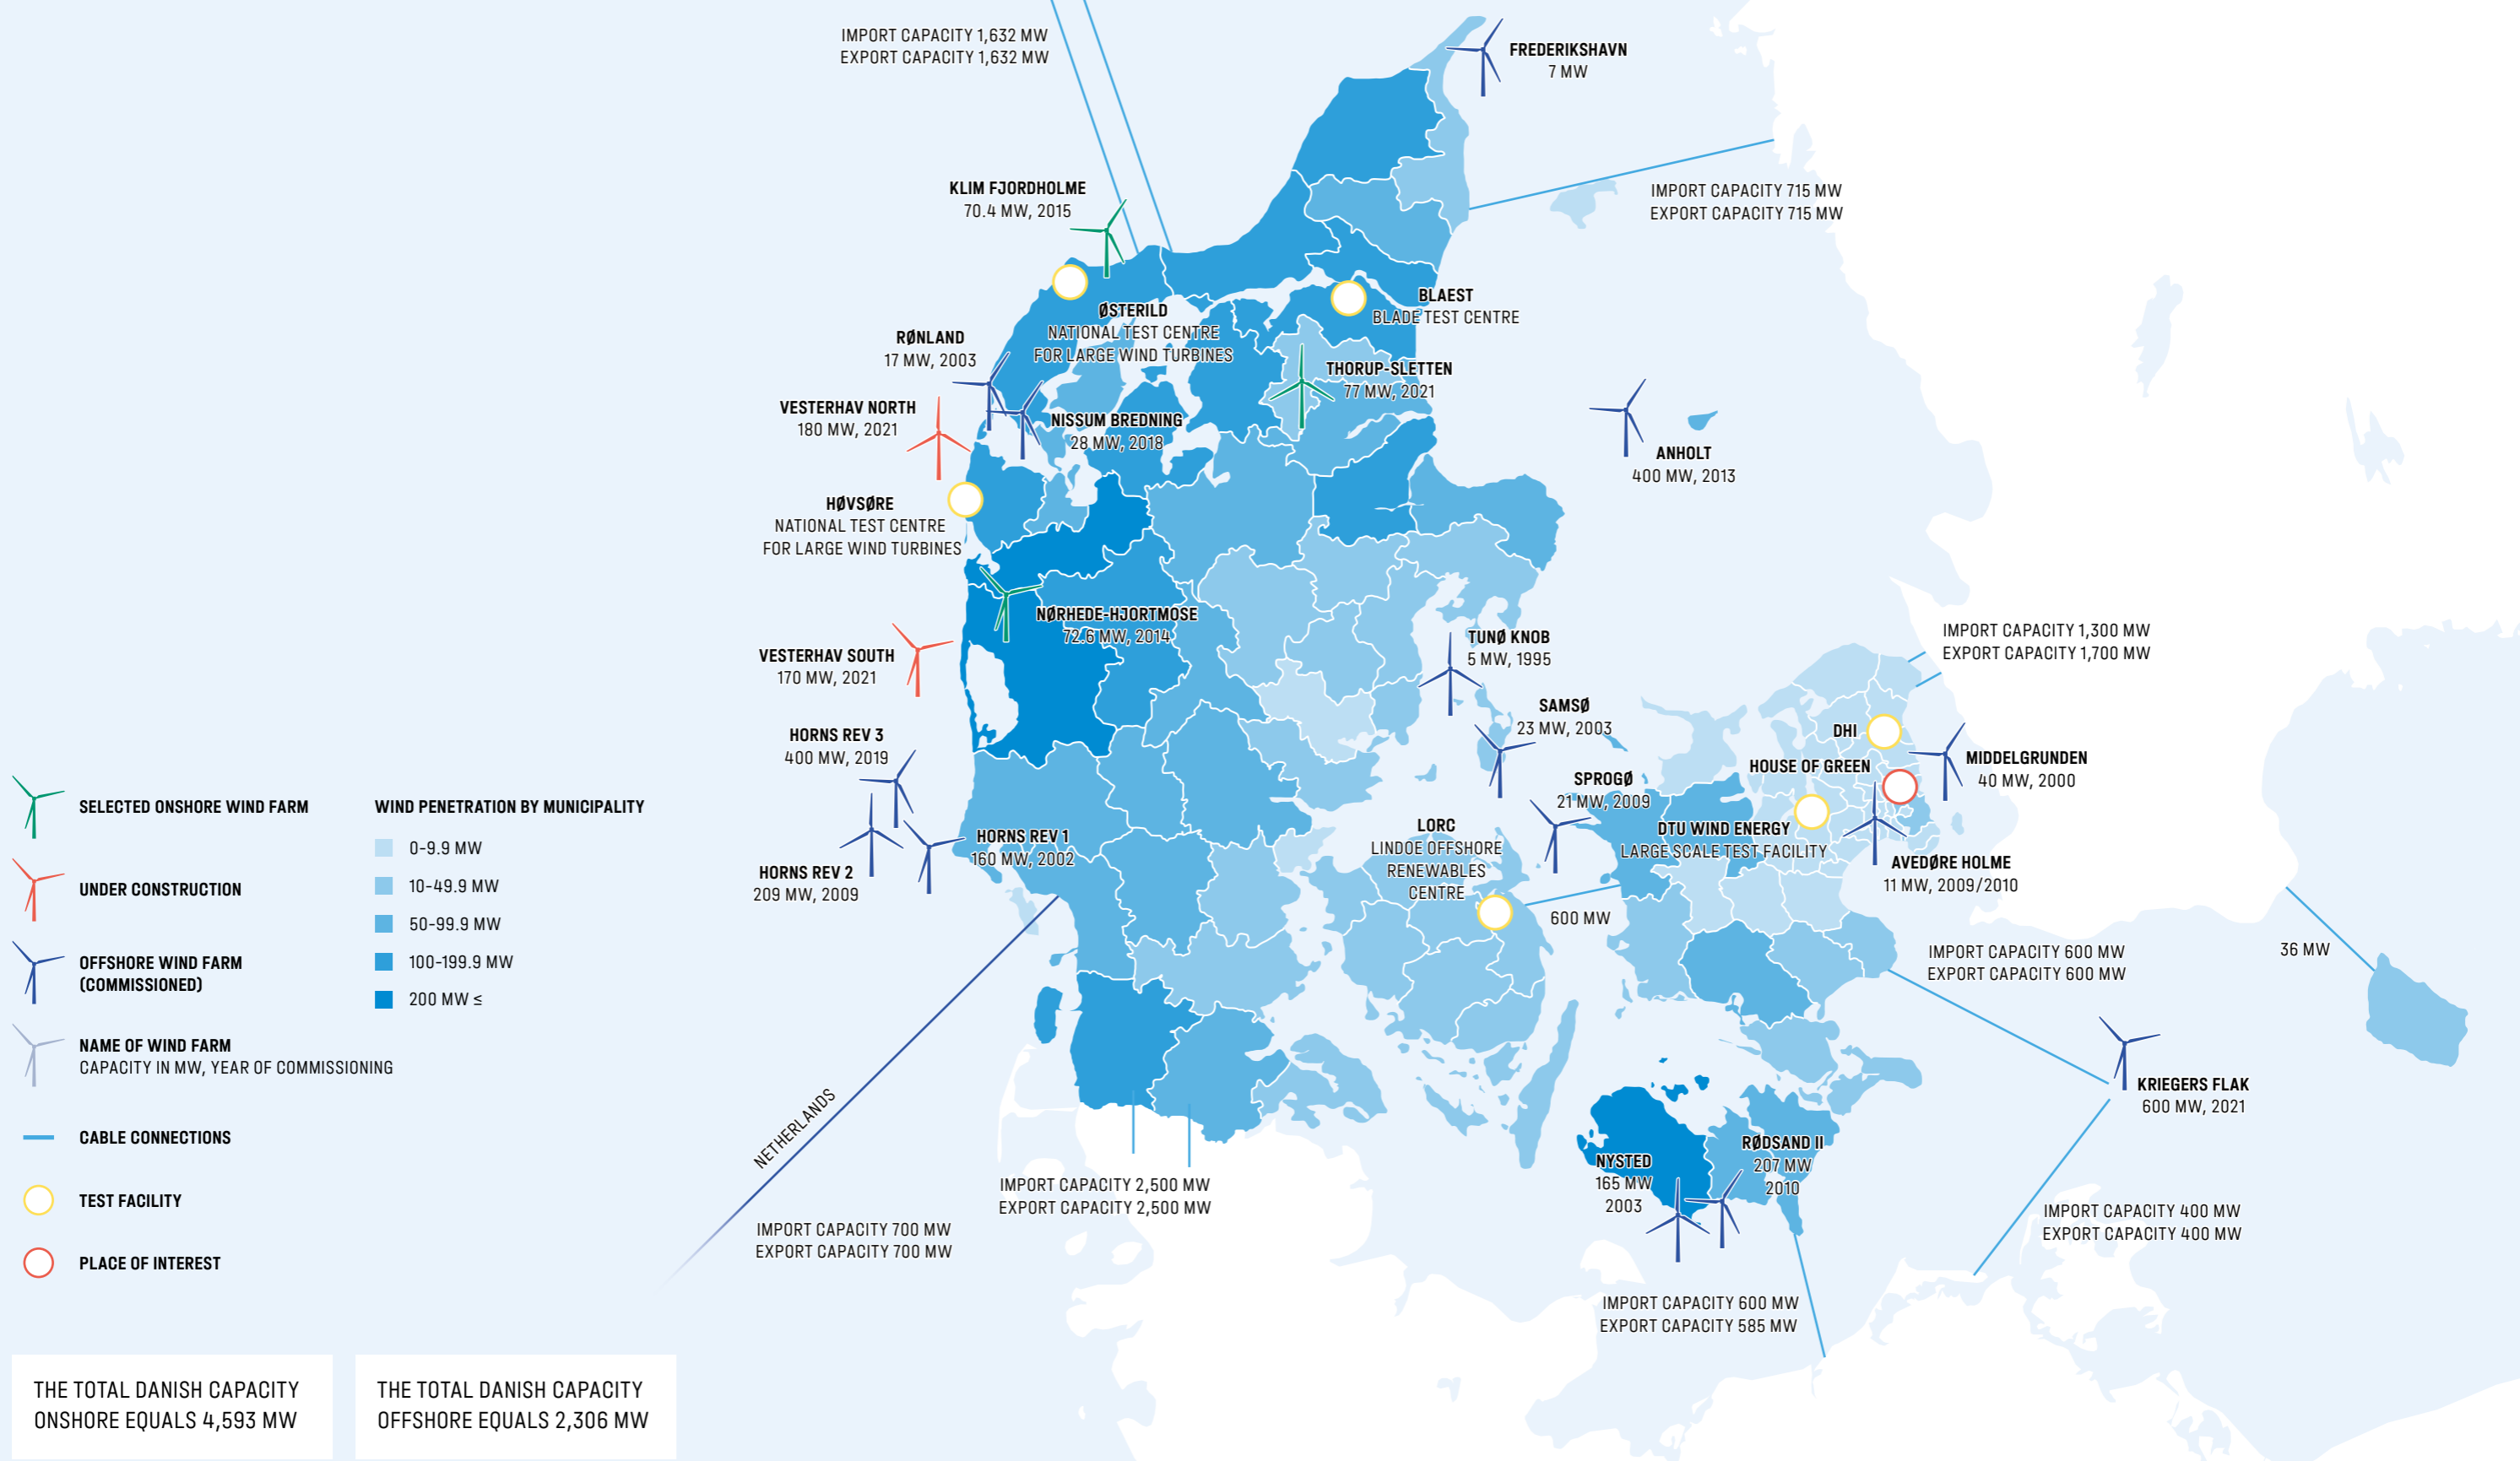 IMPORT CAPACITY 1,632 MW
EXPORT CAPACITY 1,632 MW
FREDERIKSHAVN
7 MW
KLIM FJORDHOLME
70.4 MW, 2015
IMPORT CAPACITY 715 MW
EXPORT CAPACITY 715 MW
ØSTERILD
NATIONAL TEST CENTRE
FOR LARGE WIND TURBINES
BLAEST
BLADE TEST CENTRE
RØNLAND
17 MW, 2003
THORUP-SLETTEN
77 MW, 2021
VESTERHAV NORTH
180 MW, 2021
NISSUM BREDNING
28 MW, 2018
ANHOLT
400 MW, 2013
HØVSØRE
NATIONAL TEST CENTRE
FOR LARGE WIND TURBINES
NØRHEDE-HJORTMOSE
72.6 MW, 2014
VESTERHAV SOUTH
170 MW, 2021
TUNØ KNOB
5 MW, 1995
IMPORT CAPACITY 1,300 MW
EXPORT CAPACITY 1,700 MW
SAMSØ
23 MW, 2003
HORNS REV 3
400 MW, 2019
DHI
MIDDELGRUNDEN
40 MW, 2000
HOUSE OF GREEN
SPROGØ
21 MW, 2009
LORC
LINDOE OFFSHORE
RENEWABLES
CENTRE
DTU WIND ENERGY
LARGE SCALE TEST FACILITY
HORNS REV 1
160 MW, 2002
HORNS REV 2
209 MW, 2009
AVEDØRE HOLME
11 MW, 2009/2010
600 MW
IMPORT CAPACITY 600 MW
EXPORT CAPACITY 600 MW
36 MW
KRIEGERS FLAK
600 MW, 2021
NETHERLANDS
IMPORT CAPACITY 700 MW
EXPORT CAPACITY 700 MW
IMPORT CAPACITY 2,500 MW
EXPORT CAPACITY 2,500 MW
NYSTED
165 MW
2003
RØDSAND II
207 MW
2010
IMPORT CAPACITY 400 MW
EXPORT CAPACITY 400 MW
IMPORT CAPACITY 600 MW
EXPORT CAPACITY 585 MW
SELECTED ONSHORE WIND FARM
UNDER CONSTRUCTION
OFFSHORE WIND FARM
(COMMISSIONED)
NAME OF WIND FARM
CAPACITY IN MW, YEAR OF COMMISSIONING
CABLE CONNECTIONS
TEST FACILITY
PLACE OF INTEREST
WIND PENETRATION BY MUNICIPALITY
0-9.9 MW
10-49.9 MW
50-99.9 MW
100-199.9 MW
200 MW ≤
THE TOTAL DANISH CAPACITY
ONSHORE EQUALS 4,593 MW
THE TOTAL DANISH CAPACITY
OFFSHORE EQUALS 2,306 MW